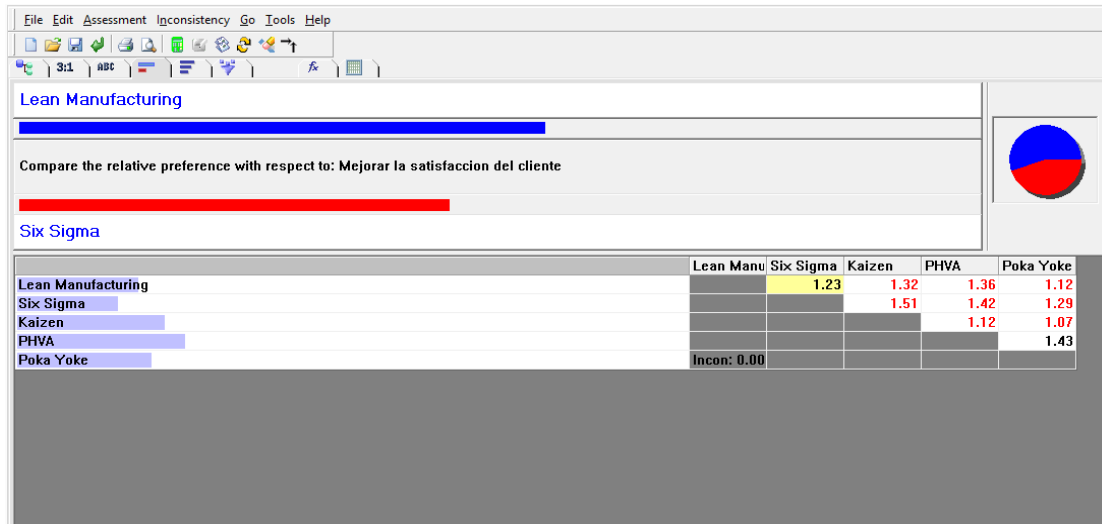 File Edit Assessment Inconsistency Go Tools Help
3:1 ABC fx
Lean Manufacturing
Compare the relative preference with respect to: Mejorar la satisfaccion del cliente
Six Sigma
Lean Manu Six Sigma Kaizen PHVA Poka Yoke
Lean Manufacturing 1.23 1.32 1.36 1.12
Six Sigma 1.51 1.42 1.29
Kaizen 1.12 1.07
PHVA 1.43
Poka Yoke Incon: 0.00